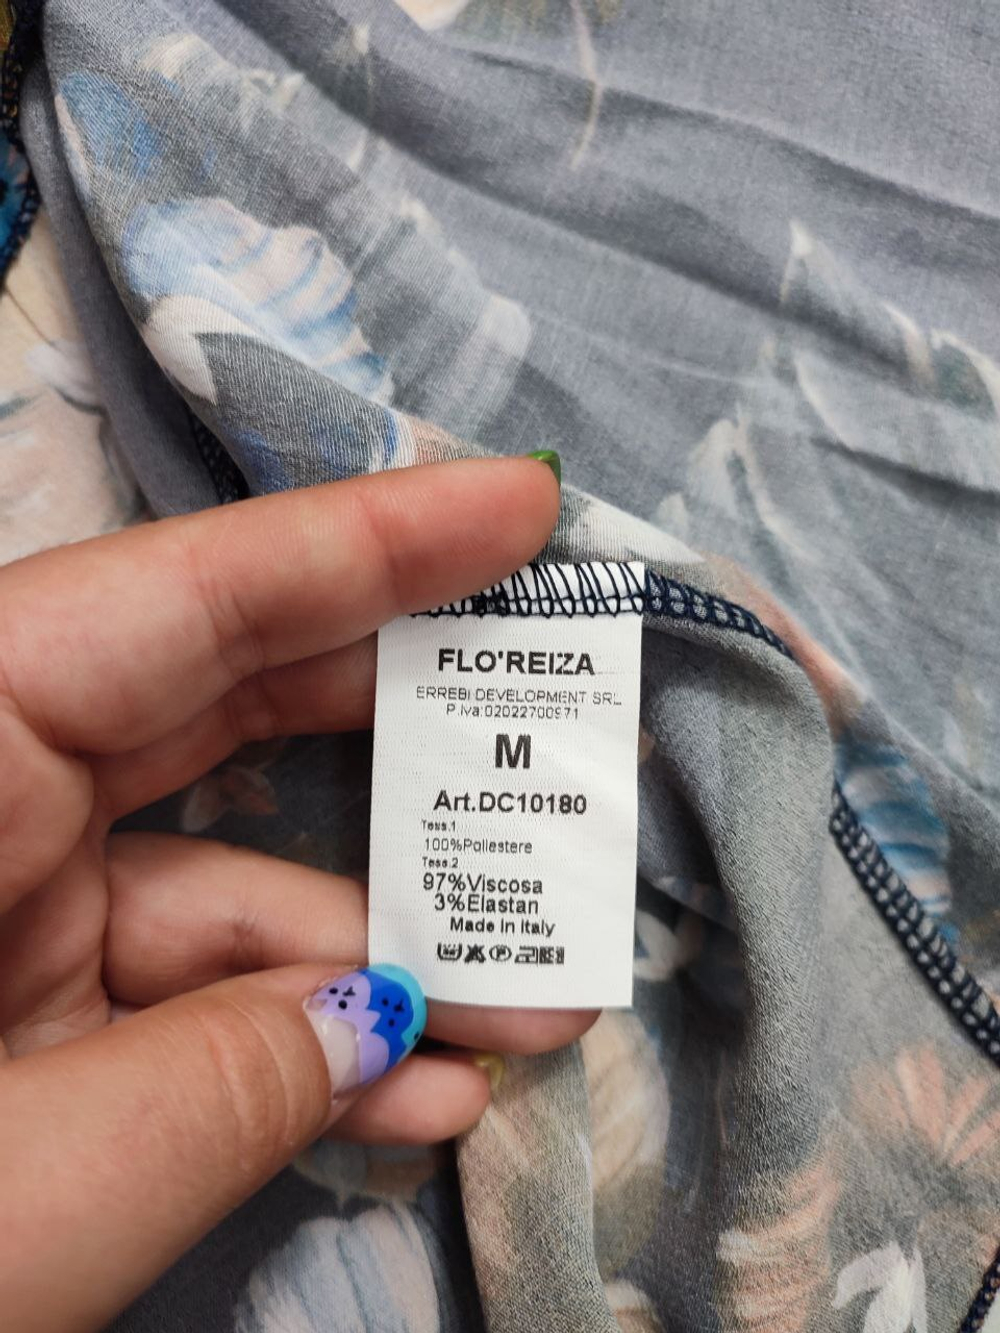 FLO'REIZA
ERREBI DEVELOPMENT SRL
P.iva:02022700971
M
Art.DC10180
Tess.1
100%Poliestere
Tess.2
97%Viscosa
3%Elastan
Made in Italy